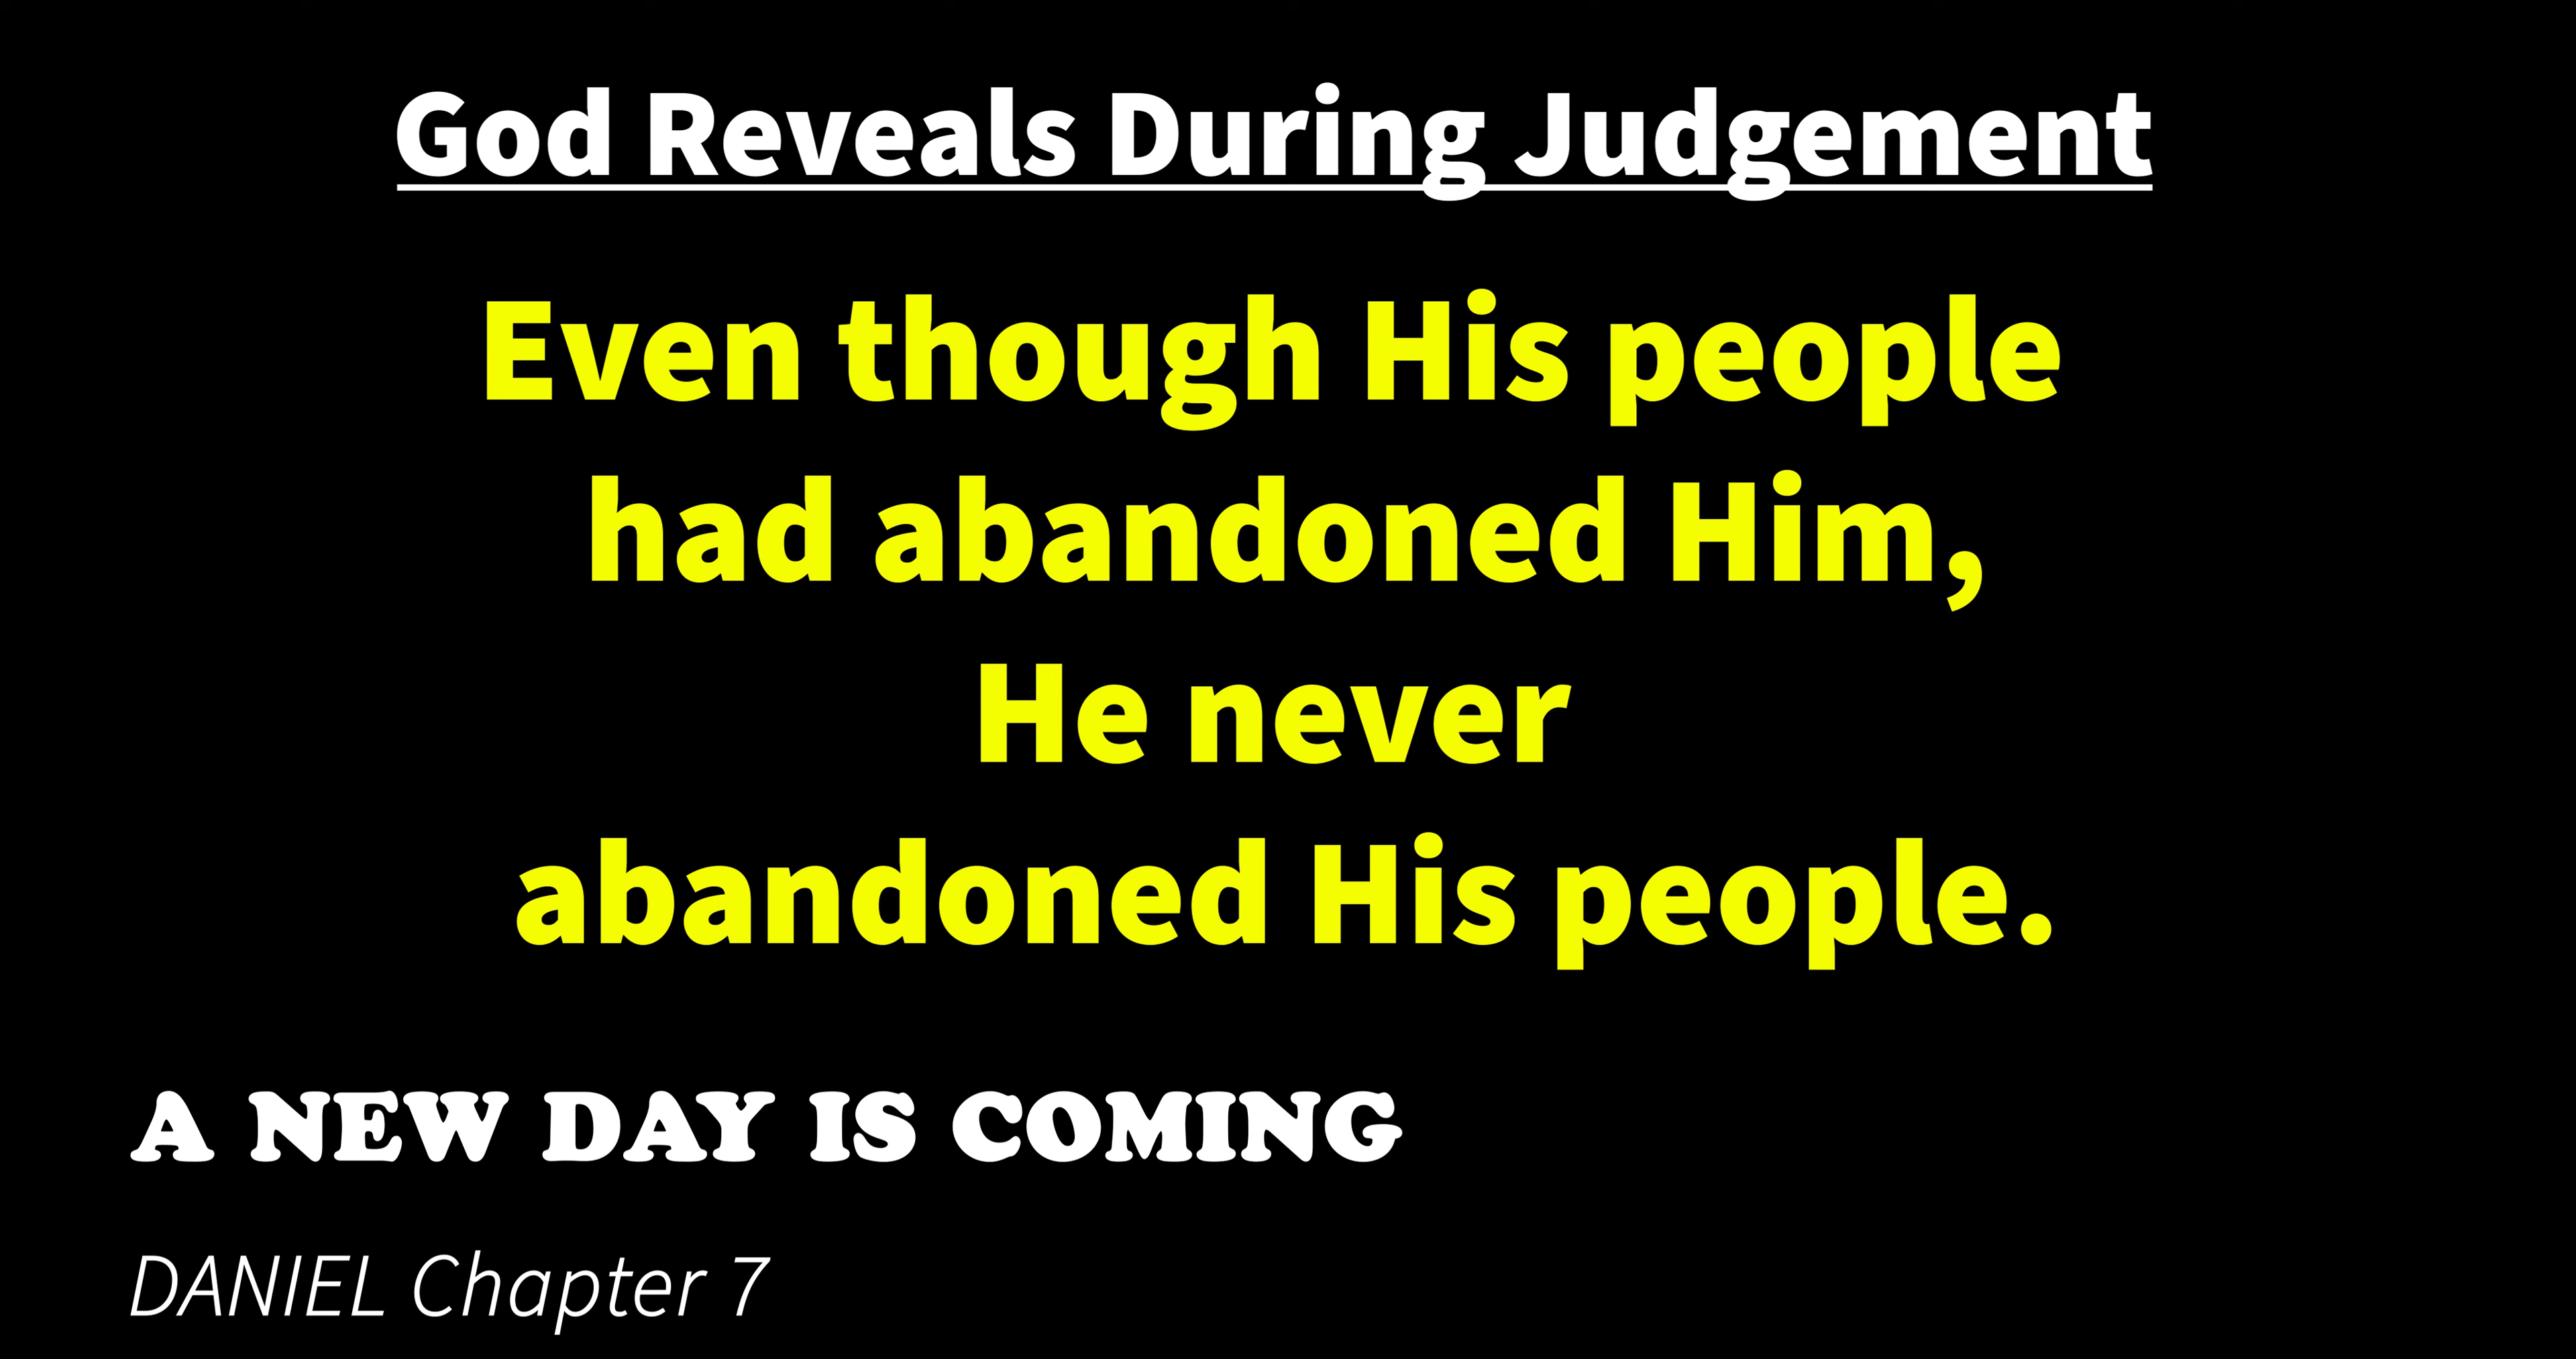 God Reveals During Judgement
Even though His people
had abandoned Him,
He never
abandoned His people.
A NEW DAY IS COMING
DANIEL Chapter 7